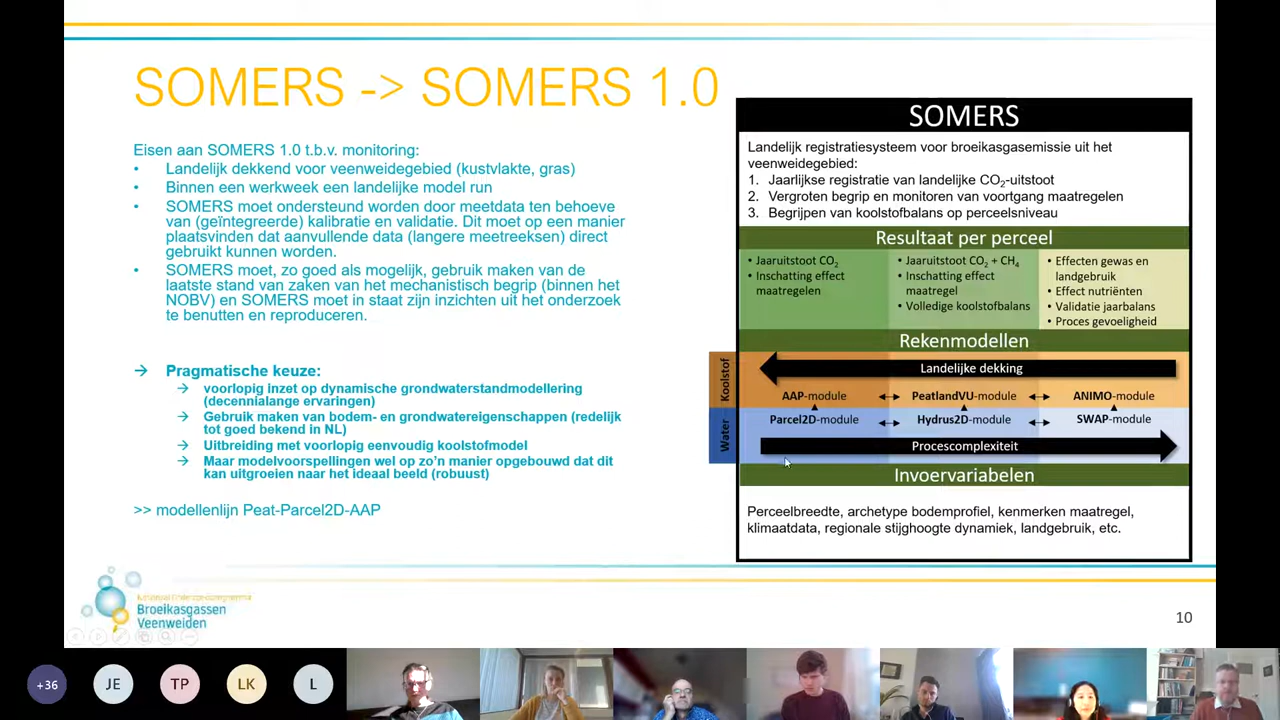 SOMERS -> SOMERS 1.0
Eisen aan SOMERS 1.0 t.b.v. monitoring:
• Landelijk dekkend voor veenweidegebied (kustvlakte, gras)
• Binnen een werkweek een landelijke model run
• SOMERS moet ondersteund worden door meetdata ten behoeve
van (geïntegreerde) kalibratie en validatie. Dit moet op een manier
plaatsvinden dat aanvullende data (langere meetreeksen) direct
gebruikt kunnen worden.
• SOMERS moet, zo goed als mogelijk, gebruik maken van de
laatste stand van zaken van het mechanistisch begrip (binnen het
NOBV) en SOMERS moet in staat zijn inzichten uit het onderzoek
te benutten en reproduceren.
→ Pragmatische keuze:
→ voorlopig inzet op dynamische grondwaterstandmodellering
(decennialange ervaringen)
→ Gebruik maken van bodem- en grondwatereigenschappen (redelijk
tot goed bekend in NL)
→ Uitbreiding met voorlopig eenvoudig koolstofmodel
→ Maar modelvoorspellingen wel op zo'n manier opgebouwd dat dit
kan uitgroeien naar het ideaal beeld (robuust)
>> modellenlijn Peat-Parcel2D-AAP
SOMERS
Landelijk registratiesysteem voor broeikasgasemissie uit het
veenweidegebied:
1. Jaarlijkse registratie van landelijke CO₂-uitstoot
2. Vergroten begrip en monitoren van voortgang maatregelen
3. Begrijpen van koolstofbalans op perceelsniveau
Resultaat per perceel
• Jaaruitstoot CO₂
• Inschatting effect
maatregelen
• Jaaruitstoot CO₂ + CH₄
• Inschatting effect
maatregel
• Volledige koolstofbalans
• Effecten gewas en
landgebruik
• Effect nutriënten
• Validatie jaarbalans
• Proces gevoeligheid
Rekenmodellen
Koolstof
Landelijke dekking
AAP-module PeatlandVU-module ANIMO-module
Water
Parcel2D-module Hydrus2D-module SWAP-module
Procescomplexiteit
Invoervariabelen
Perceelbreedte, archetype bodemprofiel, kenmerken maatregel,
klimaatdata, regionale stijghoogte dynamiek, landgebruik, etc.
Broeikasgassen
Veenweiden
10
+36
JE
TP
LK
L